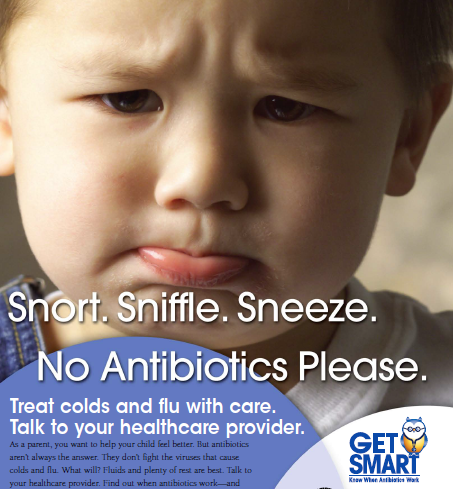 Snort. Sniffle. Sneeze.
No Antibiotics Please.
Treat colds and flu with care.
Talk to your healthcare provider.
As a parent, you want to help your child feel better. But antibiotics
aren't always the answer. They don't fight the viruses that cause
colds and flu. What will? Fluids and plenty of rest are best. Talk to
your healthcare provider. Find out when antibiotics work—and
GET
SMART
Know When Antibiotics Work